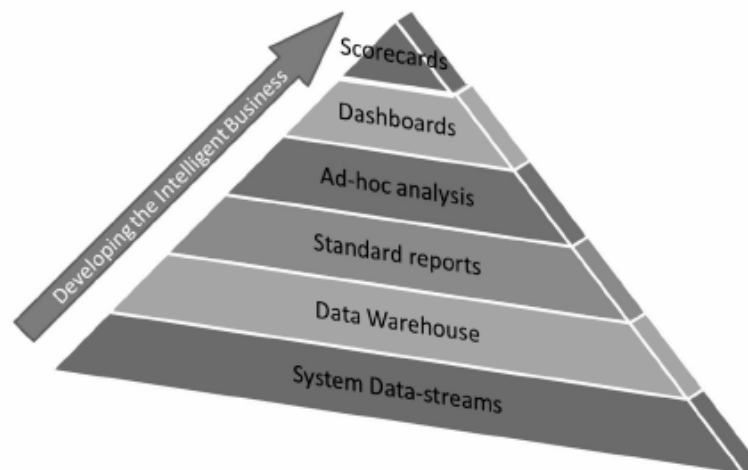 Developing the Intelligent Business
Scorecards
Dashboards
Ad-hoc analysis
Standard reports
Data Warehouse
System Data-streams